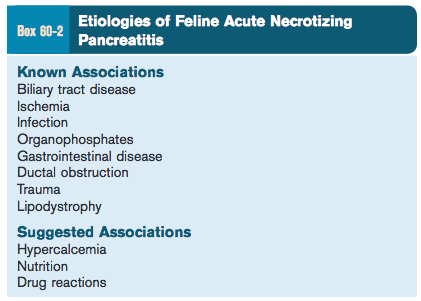 Box 60-2
Etiologies of Feline Acute Necrotizing
Pancreatitis
Known Associations
Biliary tract disease
Ischemia
Infection
Organophosphates
Gastrointestinal disease
Ductal obstruction
Trauma
Lipodystrophy
Suggested Associations
Hypercalcemia
Nutrition
Drug reactions